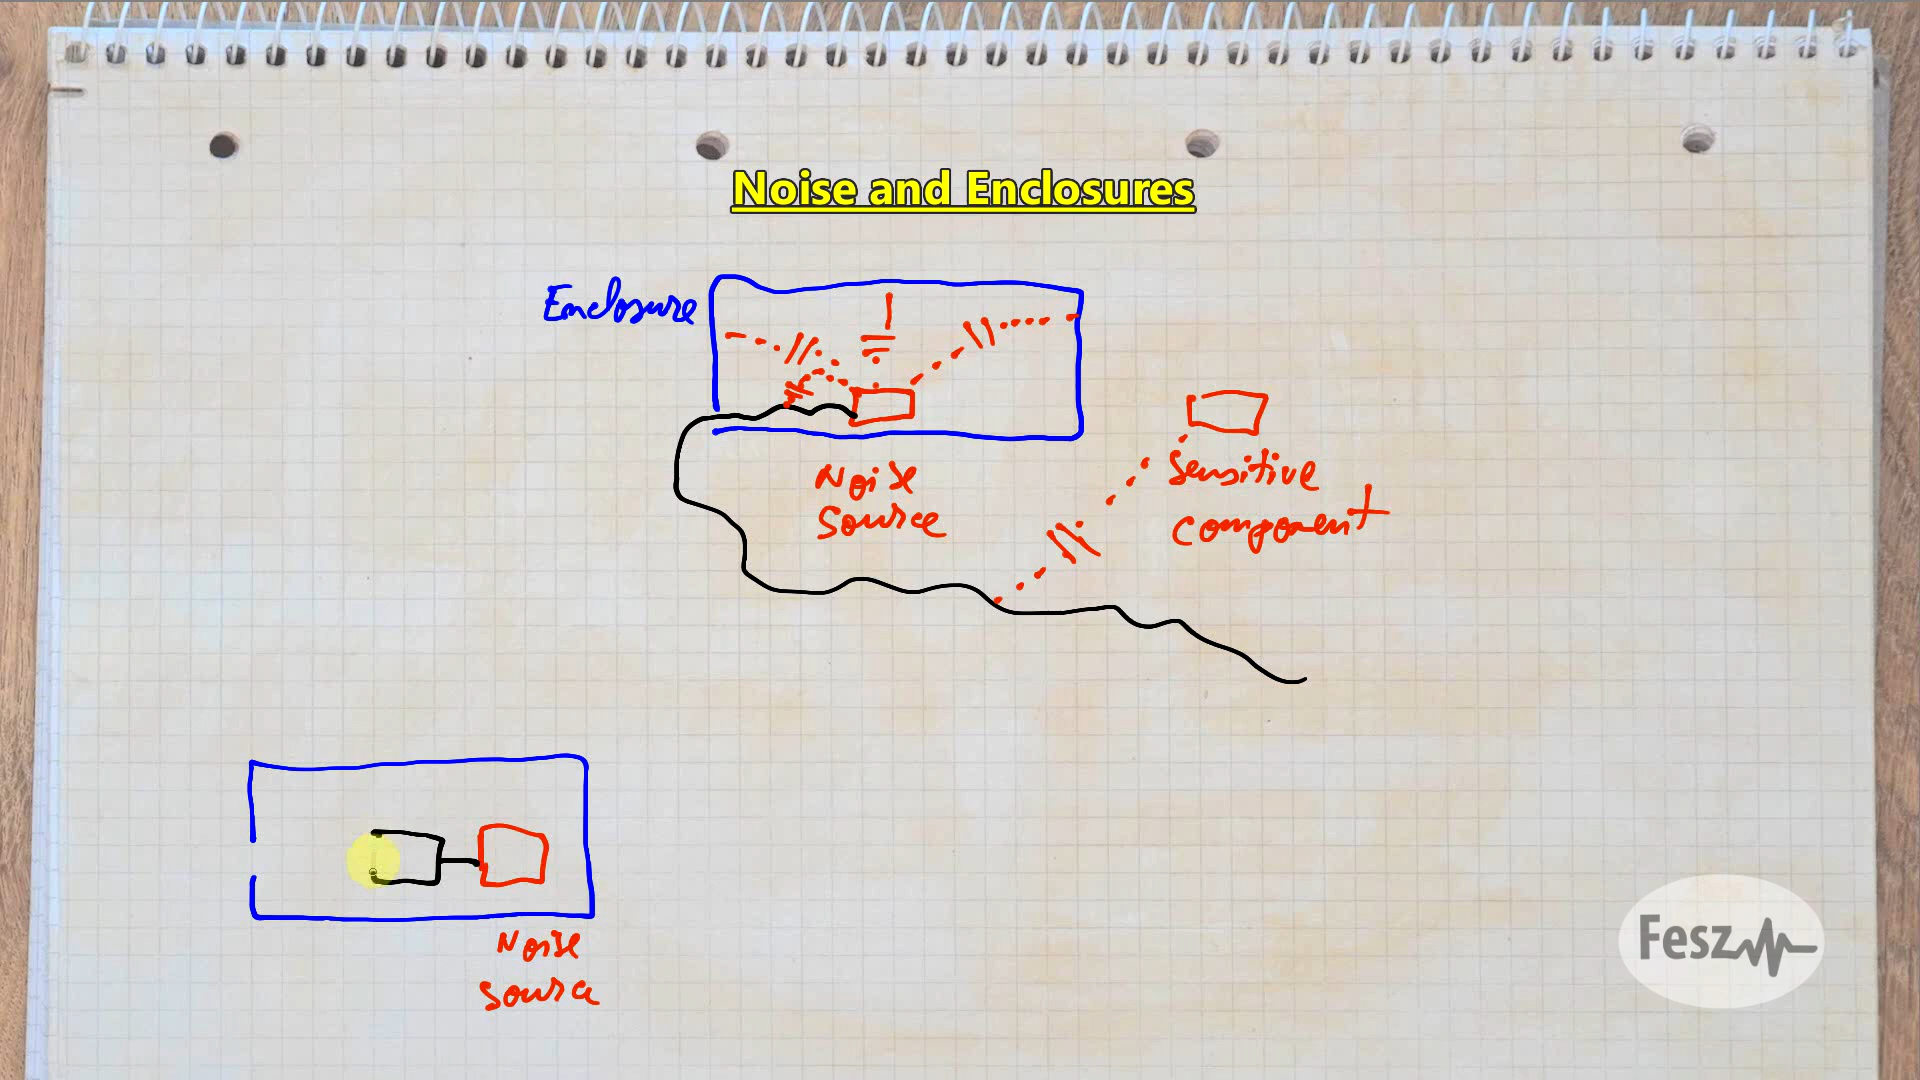 Noise and Enclosures
Enclosure
Noise
Source
Sensitive
component
Noise
source
Fesz